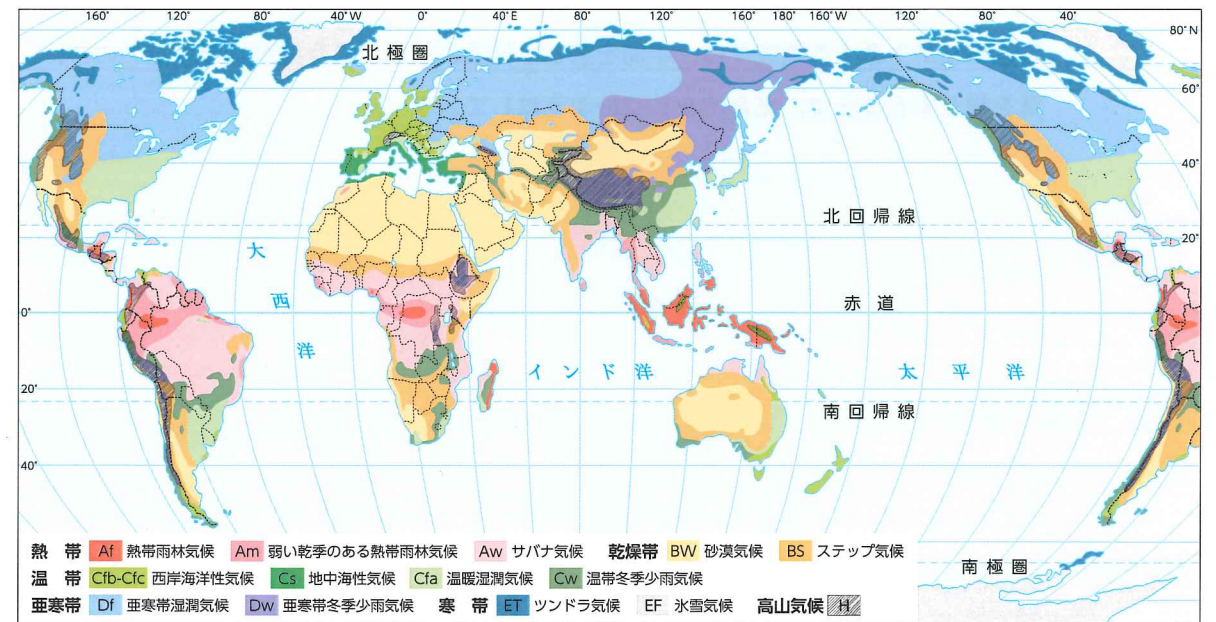 160° 120° 80° 40°W 0° 40°E 80° 120° 160° 180° 160°W 120° 80° 40°
80°N
北極圏
60°
40°
北回帰線
20°
大西洋
0°
赤道
インド洋
太平洋
20°
南回帰線
40°
南極圏
熱帯 Af 熱帯雨林気候 Am 弱い乾季のある熱帯雨林気候 Aw サバナ気候 乾燥帯 BW 砂漠気候 BS ステップ気候
温帯 Cfb-Cfc 西岸海洋性気候 Cs 地中海性気候 Cfa 温暖湿潤気候 Cw 温帯冬季少雨気候
亜寒帯 Df 亜寒帯湿潤気候 Dw 亜寒帯冬季少雨気候 寒帯 ET ツンドラ気候 EF 氷雪気候 高山気候 H